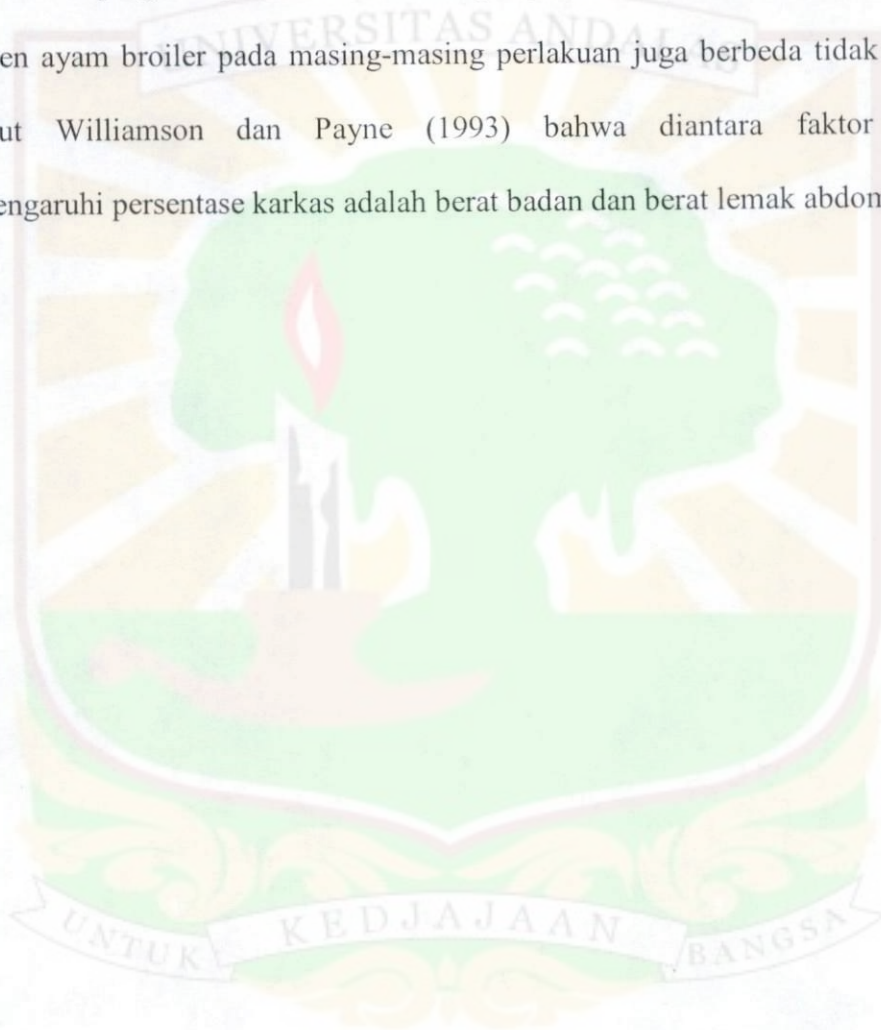 UNIVERSITAS ANDALAS
en ayam broiler pada masing-masing perlakuan juga berbeda tidak
ut Williamson dan Payne (1993) bahwa diantara faktor
engaruhi persentase karkas adalah berat badan dan berat lemak abdom
UNTUK KEDJAJAAN BANGSA